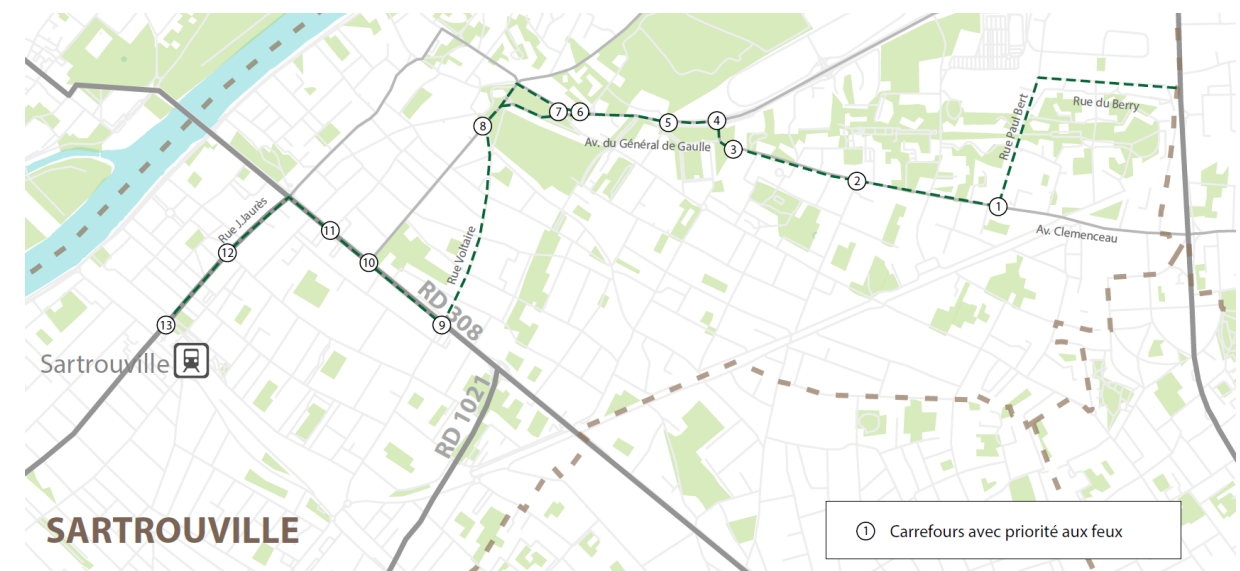 Rue du Berry
Rue Paul Bert
4
5
7
6
8
Av. du Général de Gaulle
3
2
1
Rue J.Jaurès
Av. Clemenceau
11
12
Rue Voltaire
10
RD 308
13
9
Sartrouville
RD 1021
SARTROUVILLE
1 Carrefours avec priorité aux feux